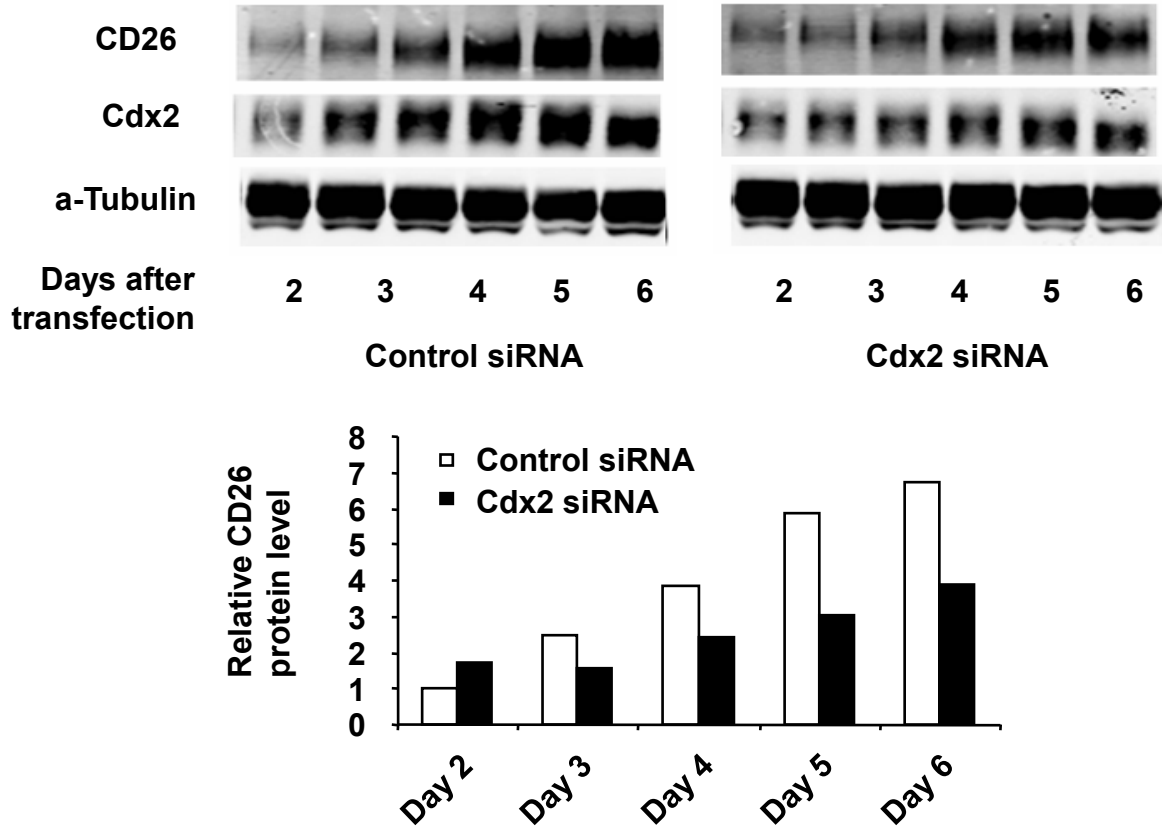 CD26
Cdx2
a-Tubulin
Days after
transfection
2 3 4 5 6
2 3 4 5 6
Control siRNA
Cdx2 siRNA
Relative CD26
protein level
8
7
6
5
4
3
2
1
0
Control siRNA
Cdx2 siRNA
Day 2
Day 3
Day 4
Day 5
Day 6